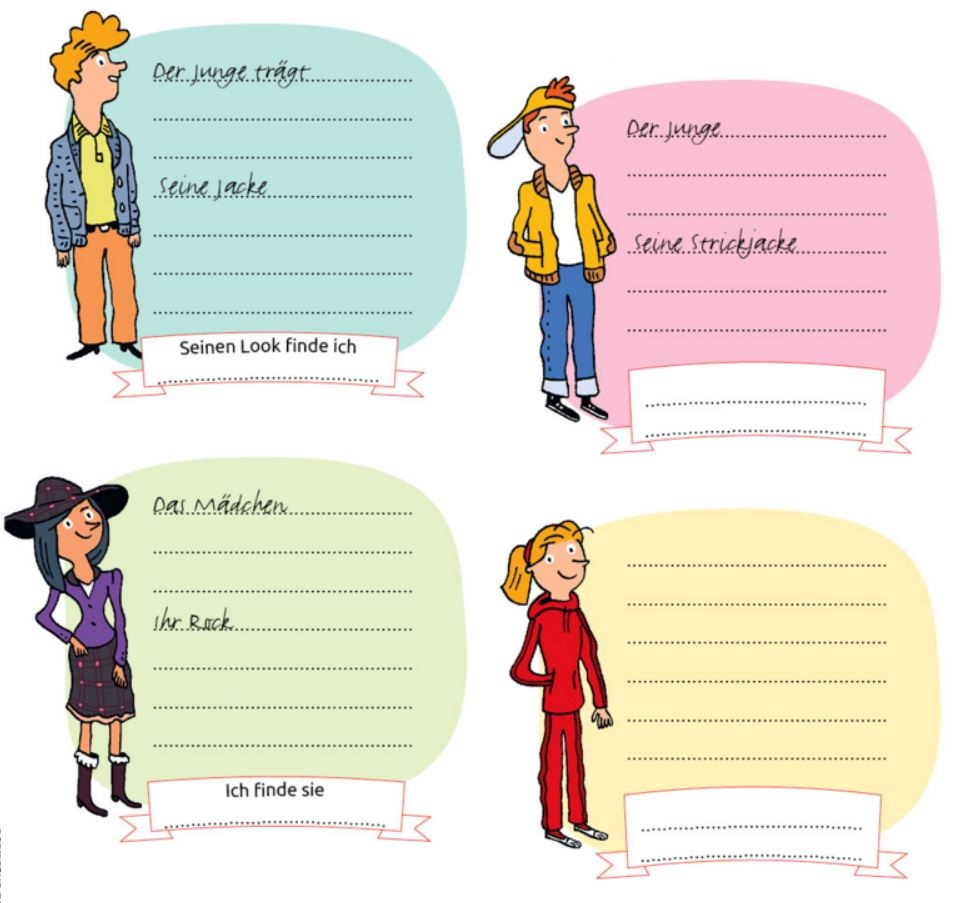 Der Junge trägt
Seine Jacke
Seinen Look finde ich
Der Junge
Seine Strickjacke
Das Mädchen
Ihr Rock
Ich finde sie